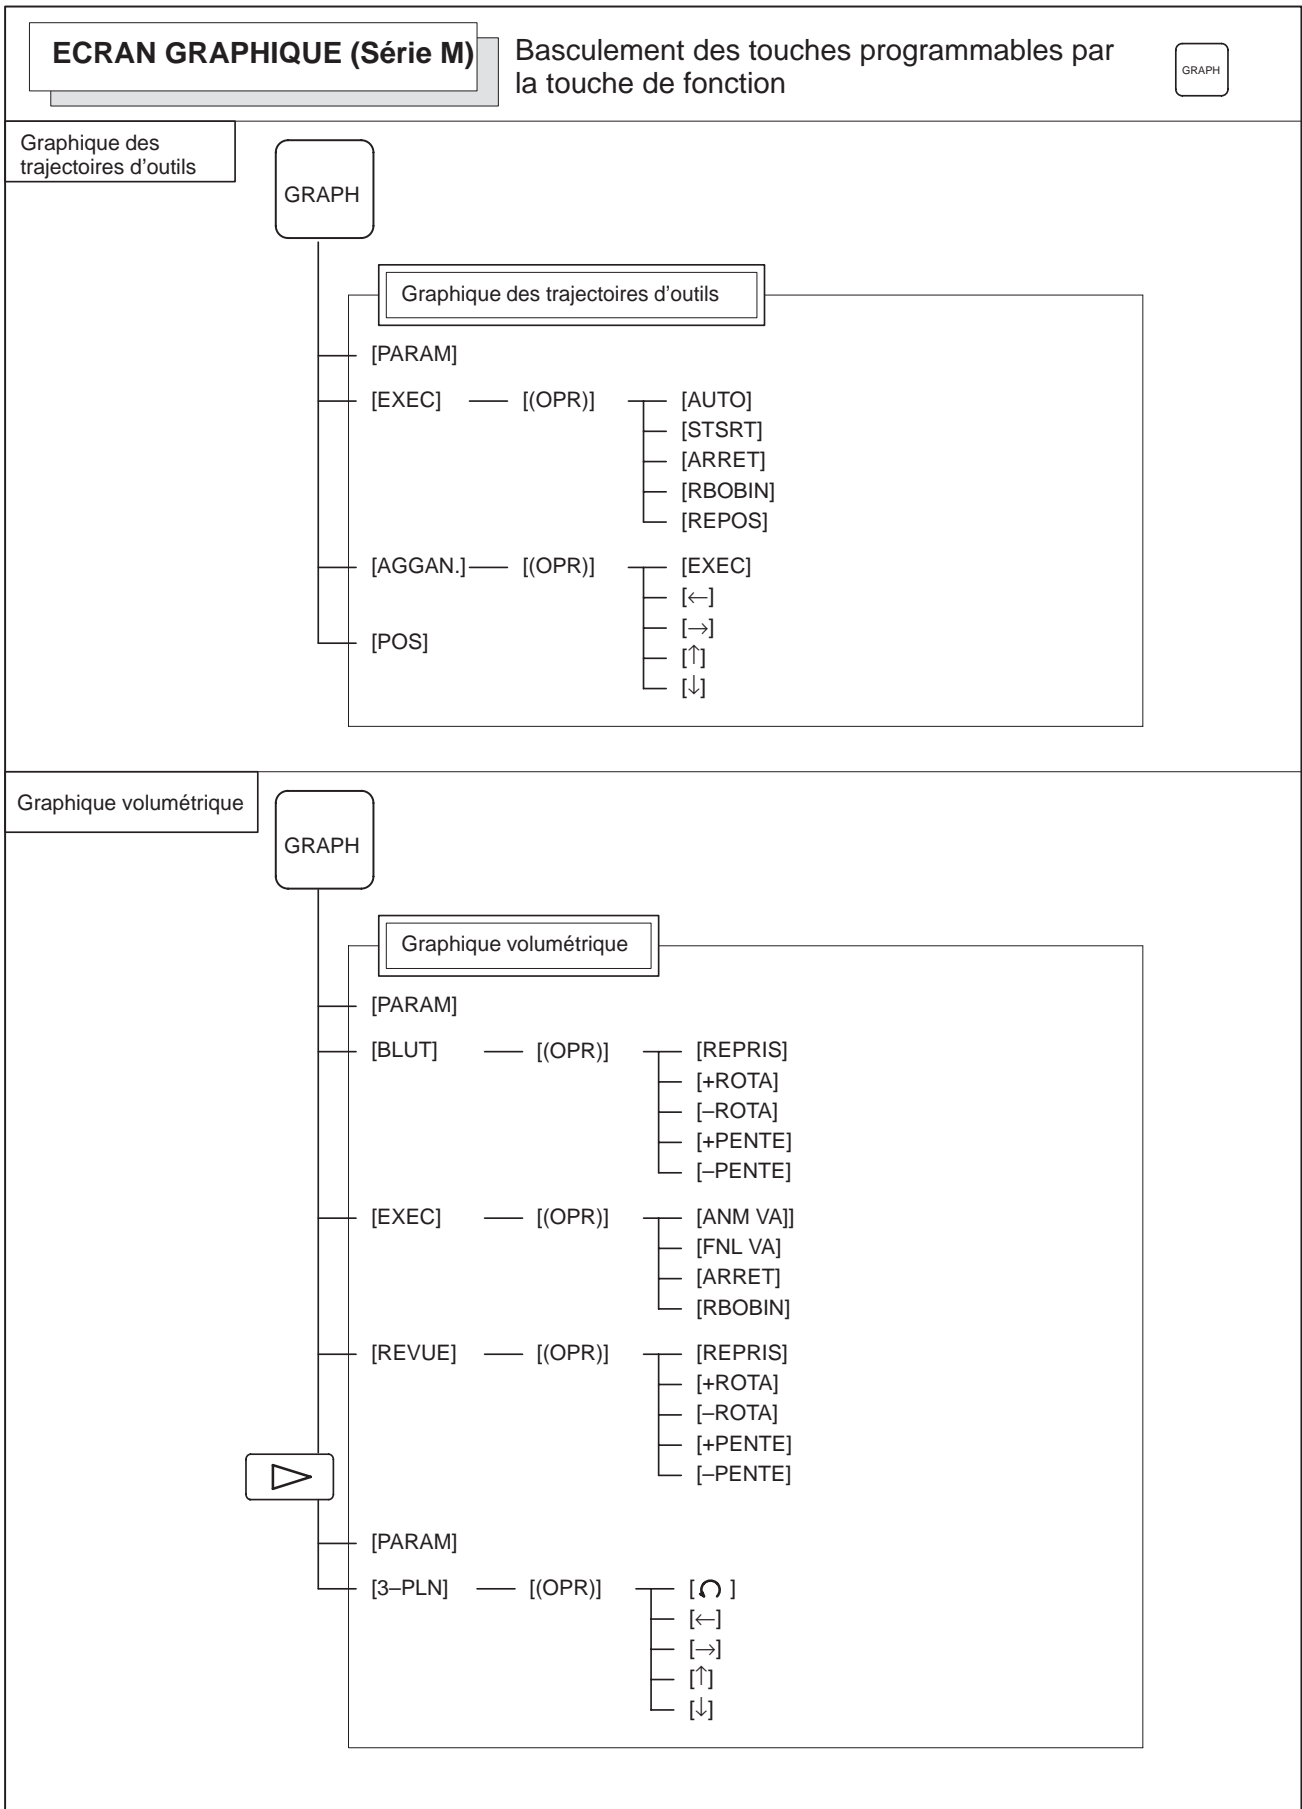 ECRAN GRAPHIQUE (Série M)
Basculement des touches programmables par
la touche de fonction
GRAPH
Graphique des
trajectoires d’outils
GRAPH
Graphique des trajectoires d’outils
[PARAM]
[EXEC] [(OPR)] [AUTO]
[STSRT]
[ARRET]
[RBOBIN]
[REPOS]
[AGGAN.] [(OPR)] [EXEC]
[←]
[→]
[↑]
[↓]
[POS]
Graphique volumétrique
GRAPH
Graphique volumétrique
[PARAM]
[BLUT] [(OPR)] [REPRIS]
[+ROTA]
[–ROTA]
[+PENTE]
[–PENTE]
[EXEC] [(OPR)] [ANM VA]]
[FNL VA]
[ARRET]
[RBOBIN]
[REVUE] [(OPR)] [REPRIS]
[+ROTA]
[–ROTA]
[+PENTE]
[–PENTE]
[PARAM]
[3–PLN] [(OPR)] [ ]
[←]
[→]
[↑]
[↓]